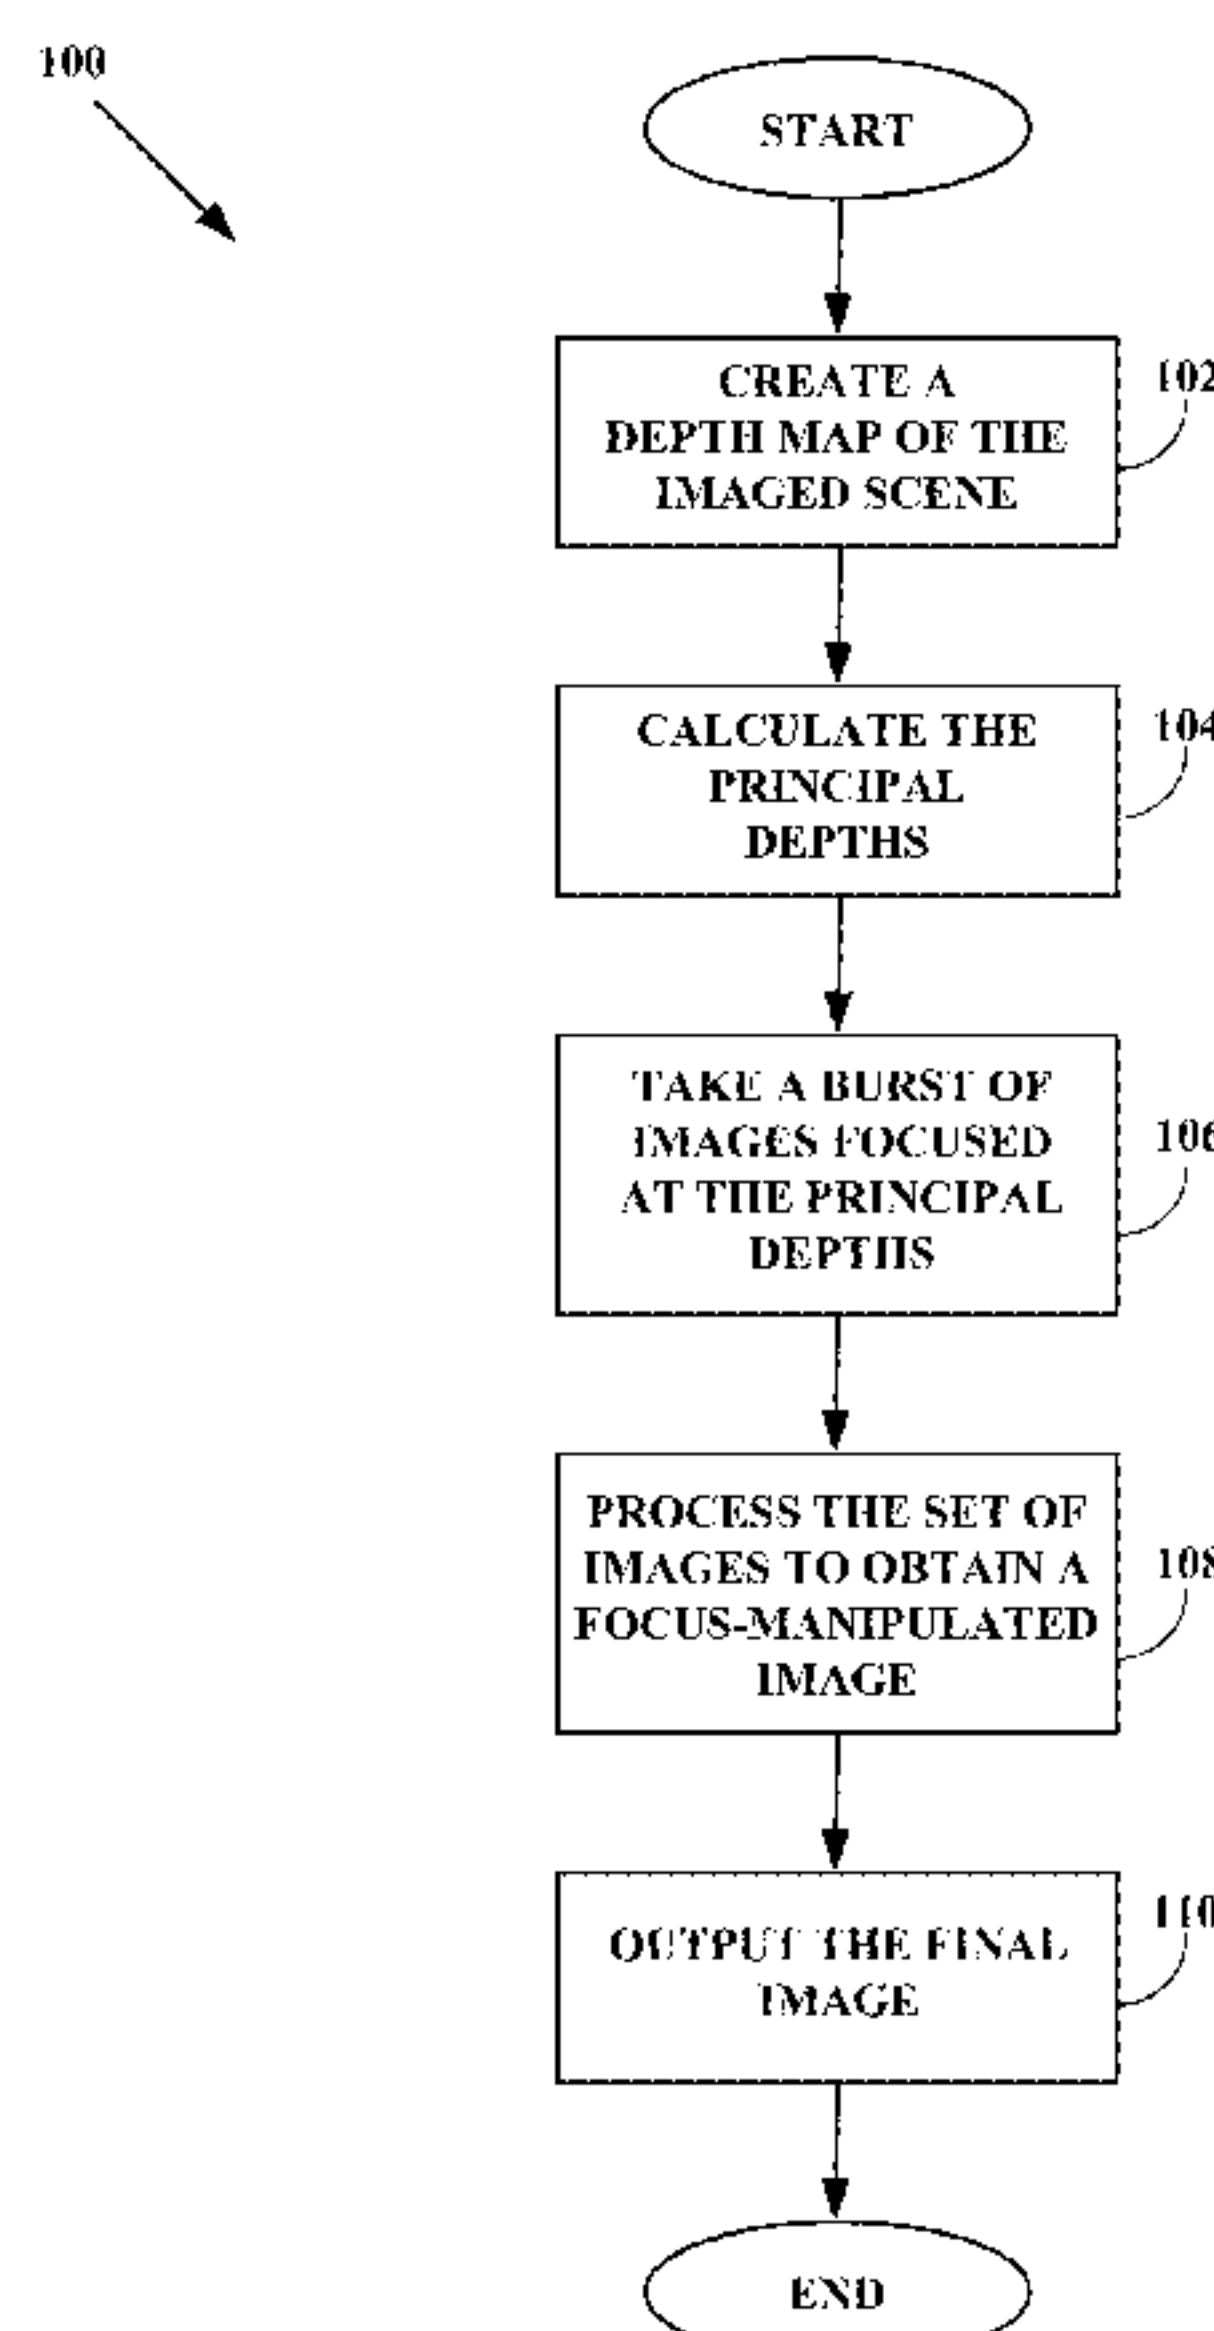 100
START
CREATE A
DEPTH MAP OF THE
IMAGED SCENE
102
CALCULATE THE
PRINCIPAL
DEPTHS
104
TAKE A BURST OF
IMAGES FOCUSED
AT THE PRINCIPAL
DEPTHS
106
PROCESS THE SET OF
IMAGES TO OBTAIN A
FOCUS-MANIPULATED
IMAGE
108
OUTPUT THE FINAL
IMAGE
110
END